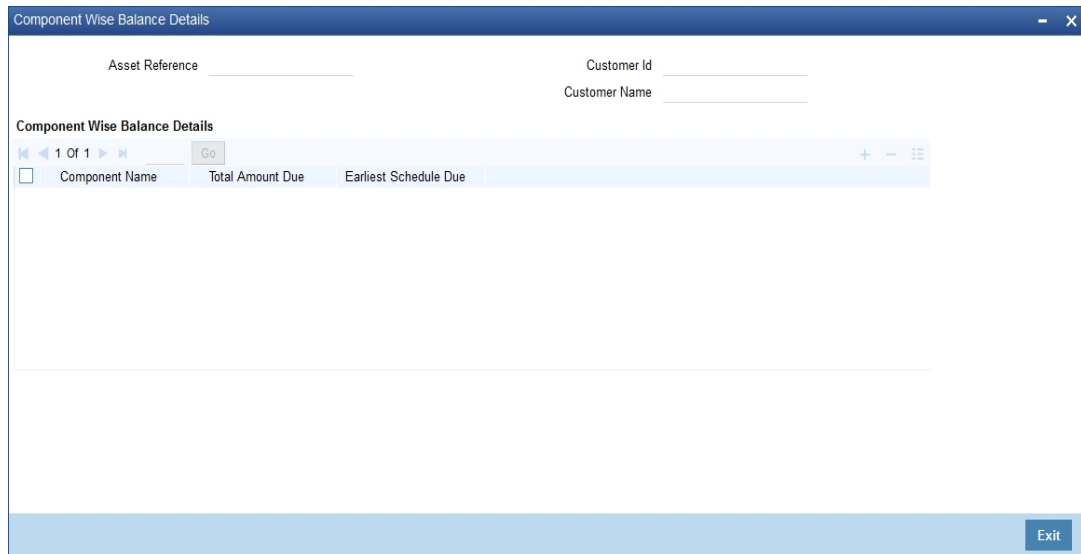 Component Wise Balance Details
Asset Reference
Customer Id
Customer Name
Component Wise Balance Details
1 Of 1 Go
Component Name Total Amount Due Earliest Schedule Due
Exit